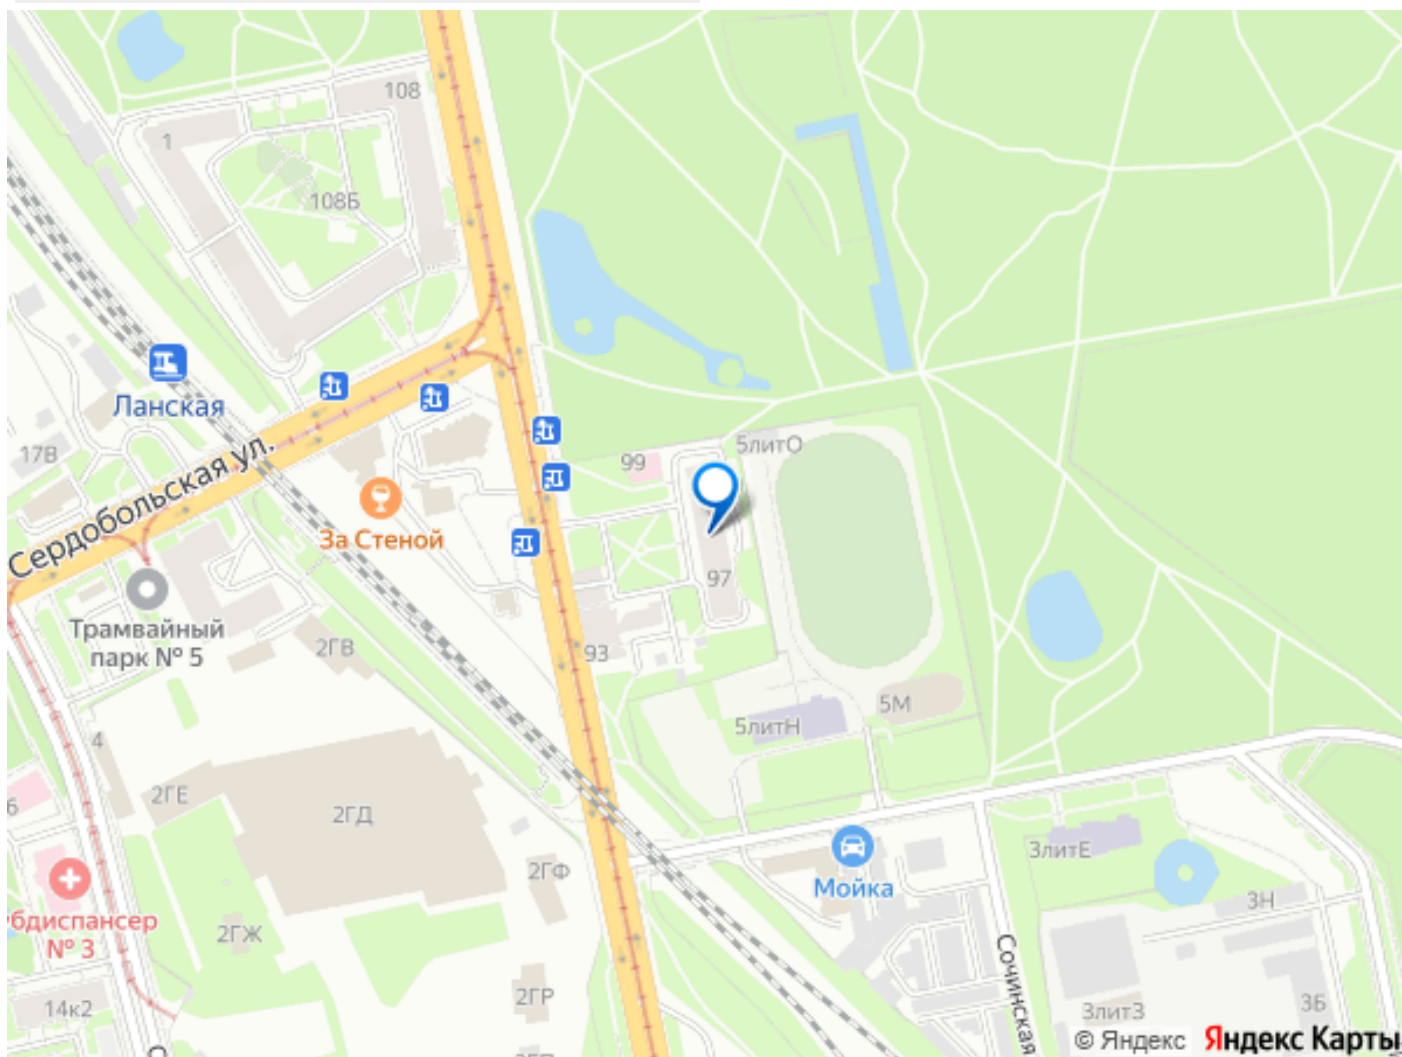 108
1
108Б
Ланская
17В
Сердобольская ул.
99
5литО
За Стеной
97
Трамвайный
парк № 5
2ГВ
93
5литН
5М
4
2ГЕ
2ГД
6
3литЕ
Мойка
2ГФ
бдиспансер
№ 3
2ГЖ
3Н
Сочинская
14к2
2ГР
3литЗ
3Б
© Яндекс
Яндекс Карты